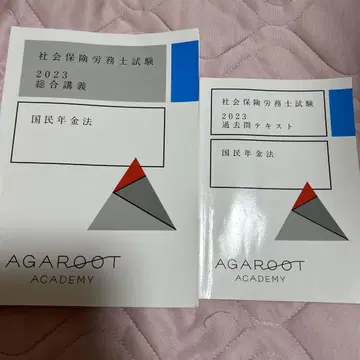 社会保険労務士試験
2023
総合講義
国民年金法
AGAROOT
ACADEMY
社会保険労務士試験
2023
過去問テキスト
国民年金法
AGAROOT
ACADEMY